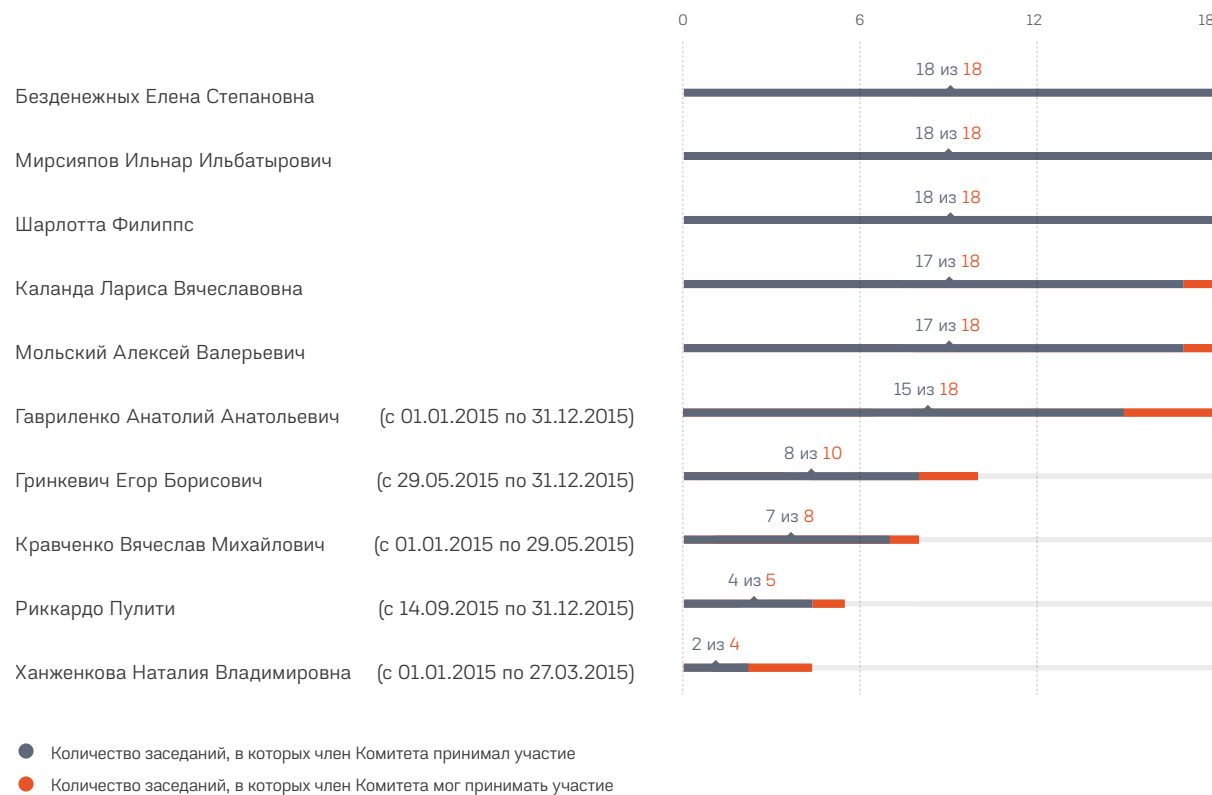 0 6 12 18
18 из 18
Безденежных Елена Степановна
18 из 18
Мирсияпов Ильнар Ильбатырович
18 из 18
Шарлотта Филиппс
17 из 18
Каланда Лариса Вячеславовна
17 из 18
Мольский Алексей Валерьевич
15 из 18
Гавриленко Анатолий Анатольевич (с 01.01.2015 по 31.12.2015)
8 из 10
Гринкевич Егор Борисович (с 29.05.2015 по 31.12.2015)
7 из 8
Кравченко Вячеслав Михайлович (с 01.01.2015 по 29.05.2015)
4 из 5
Риккардо Пулити (с 14.09.2015 по 31.12.2015)
2 из 4
Ханженкова Наталия Владимировна (с 01.01.2015 по 27.03.2015)
Количество заседаний, в которых член Комитета принимал участие
Количество заседаний, в которых член Комитета мог принимать участие